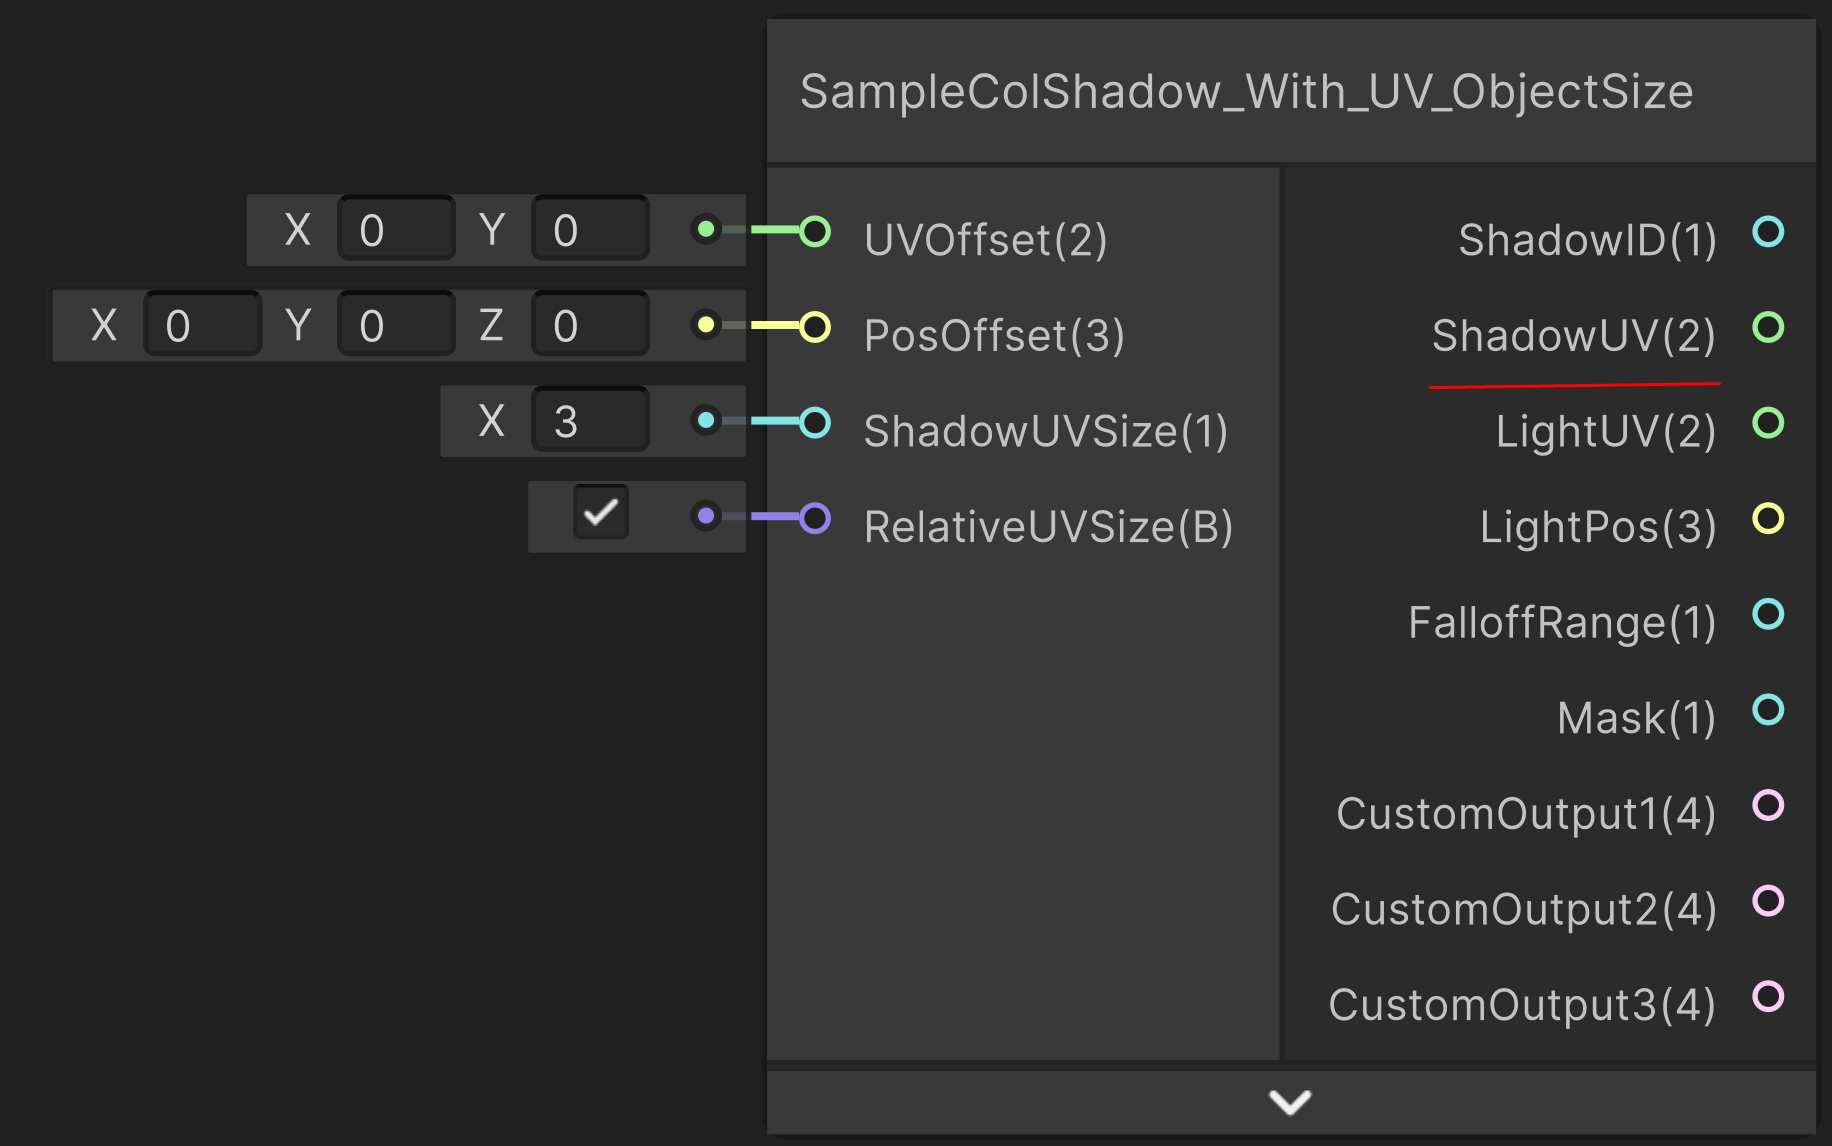 SampleColShadow_With_UV_ObjectSize
X 0 Y 0
UVOffset(2)
ShadowID(1)
X 0 Y 0 Z 0
PosOffset(3)
ShadowUV(2)
X 3
ShadowUVSize(1)
LightUV(2)
RelativeUVSize(B)
LightPos(3)
FalloffRange(1)
Mask(1)
CustomOutput1(4)
CustomOutput2(4)
CustomOutput3(4)